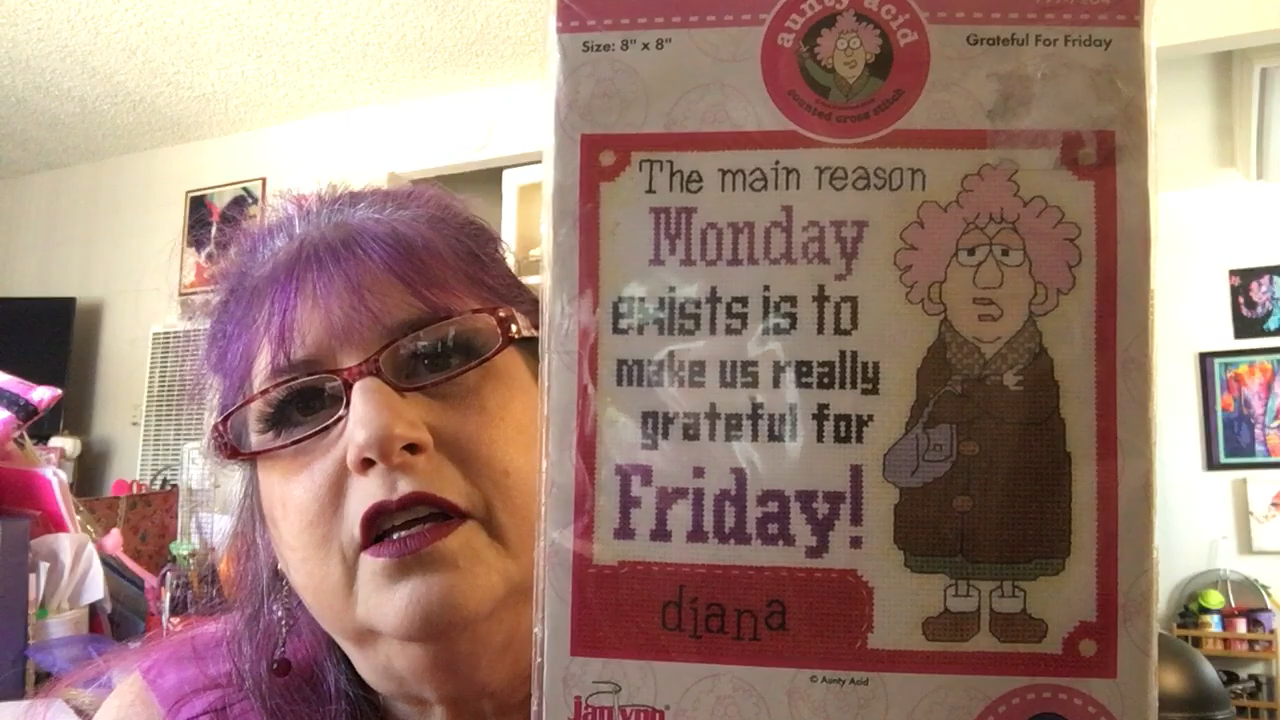 aunty acid
counted cross stitch
Size: 8" x 8"
Grateful For Friday
The main reason
Monday
exists is to
make us really
grateful for
Friday!
diana
© Aunty Acid
janlynn®